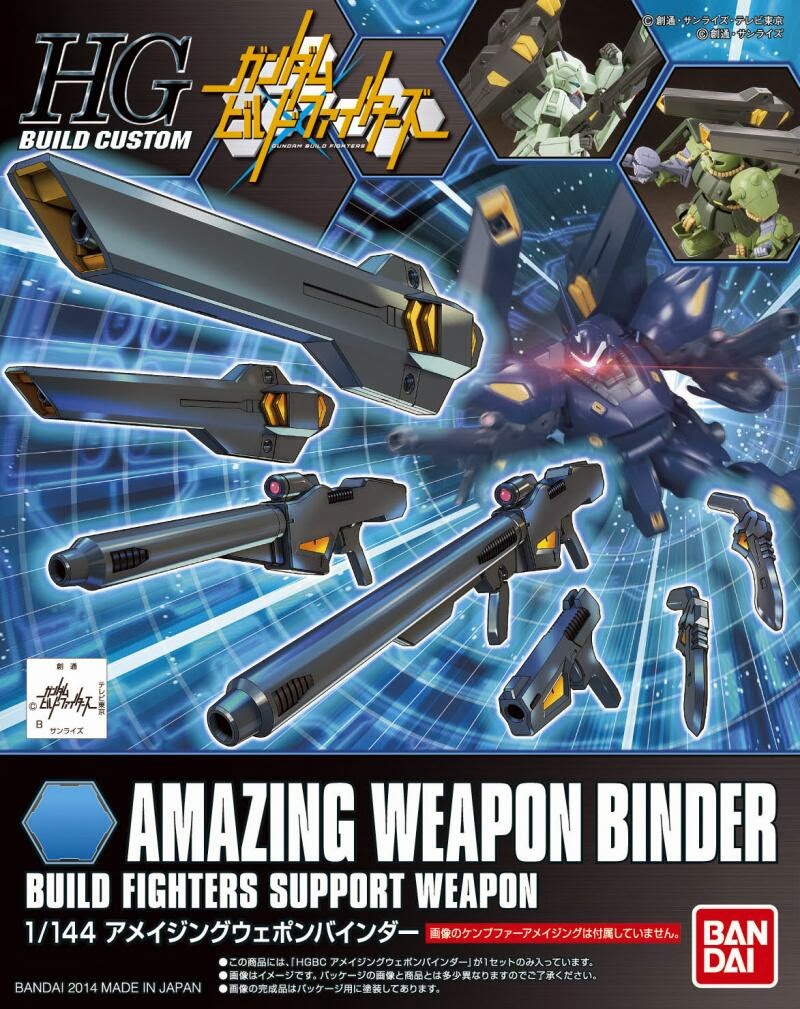 HG
BUILD CUSTOM
ガンダム
ビルドファイターズ
GUNDAM BUILD FIGHTERS
©創通・サンライズ・テレビ東京
©創通・サンライズ
創通
©
ガンダム
ビルドファイターズ
テレビ東京
B
サンライズ
AMAZING WEAPON BINDER
BUILD FIGHTERS SUPPORT WEAPON
1/144 アメイジングウェポンバインダー
画像のケンプファーアメイジングは付属していません。
BAN
DAI
●この商品には、「HGBC アメイジングウェポンバインダー」が1セットのみ入っています。
●画像はイメージです。パッケージの画像と商品とは多少異なりますのでご了承ください。
●画像の完成品はパッケージ用に塗装してあります。
BANDAI 2014 MADE IN JAPAN